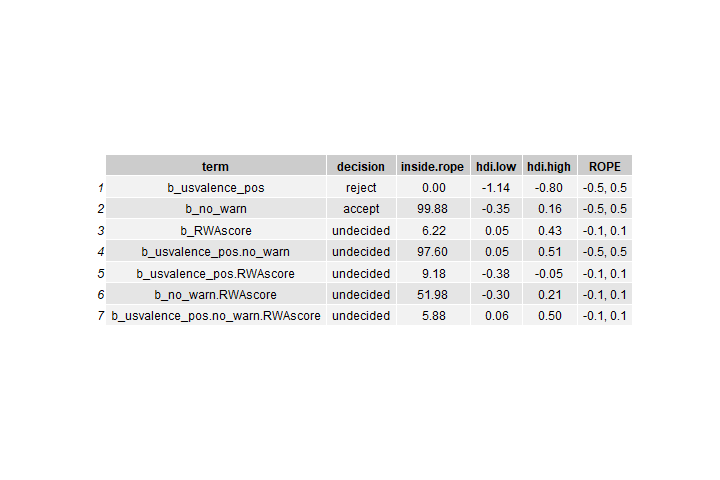 term decision inside.rope hdi.low hdi.high ROPE
1 b_usvalence_pos reject 0.00 -1.14 -0.80 -0.5, 0.5
2 b_no_warn accept 99.88 -0.35 0.16 -0.5, 0.5
3 b_RWAscore undecided 6.22 0.05 0.43 -0.1, 0.1
4 b_usvalence_pos.no_warn undecided 97.60 0.05 0.51 -0.5, 0.5
5 b_usvalence_pos.RWAscore undecided 9.18 -0.38 -0.05 -0.1, 0.1
6 b_no_warn.RWAscore undecided 51.98 -0.30 0.21 -0.1, 0.1
7 b_usvalence_pos.no_warn.RWAscore undecided 5.88 0.06 0.50 -0.1, 0.1